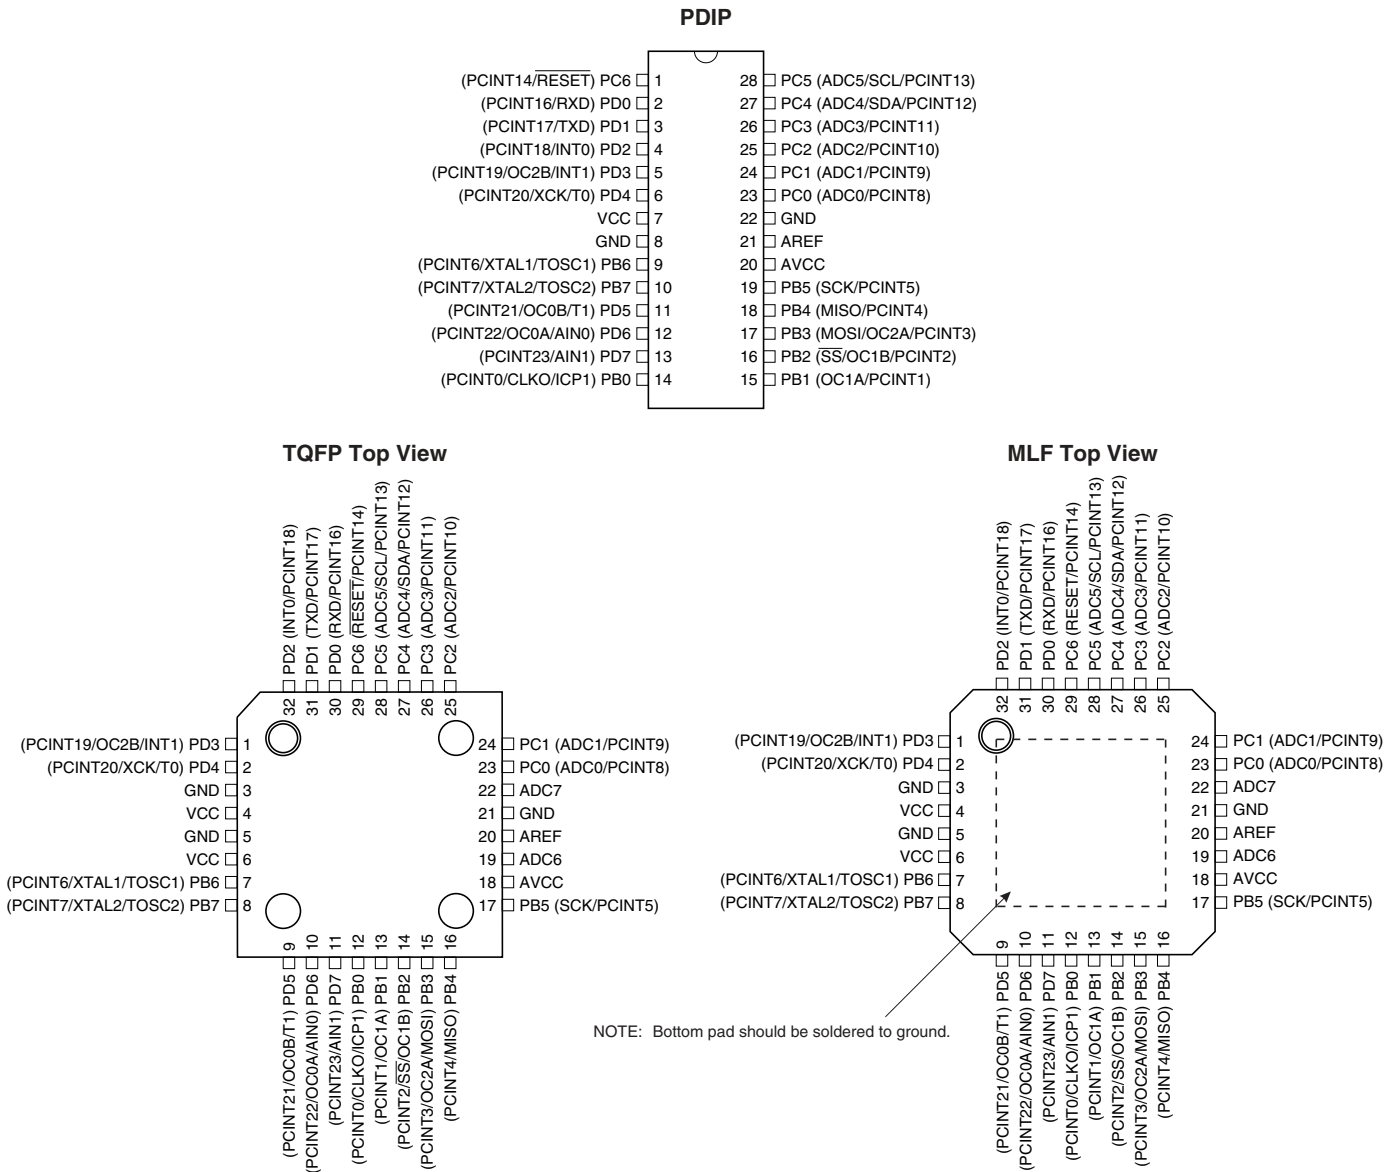 PDIP
(PCINT14/RESET) PC6 1 28 PC5 (ADC5/SCL/PCINT13)
(PCINT16/RXD) PD0 2 27 PC4 (ADC4/SDA/PCINT12)
(PCINT17/TXD) PD1 3 26 PC3 (ADC3/PCINT11)
(PCINT18/INT0) PD2 4 25 PC2 (ADC2/PCINT10)
(PCINT19/OC2B/INT1) PD3 5 24 PC1 (ADC1/PCINT9)
(PCINT20/XCK/T0) PD4 6 23 PC0 (ADC0/PCINT8)
VCC 7 22 GND
GND 8 21 AREF
(PCINT6/XTAL1/TOSC1) PB6 9 20 AVCC
(PCINT7/XTAL2/TOSC2) PB7 10 19 PB5 (SCK/PCINT5)
(PCINT21/OC0B/T1) PD5 11 18 PB4 (MISO/PCINT4)
(PCINT22/OC0A/AIN0) PD6 12 17 PB3 (MOSI/OC2A/PCINT3)
(PCINT23/AIN1) PD7 13 16 PB2 (SS/OC1B/PCINT2)
(PCINT0/CLKO/ICP1) PB0 14 15 PB1 (OC1A/PCINT1)
TQFP Top View
32 PD2 (INT0/PCINT18)
31 PD1 (TXD/PCINT17)
30 PD0 (RXD/PCINT16)
29 PC6 (RESET/PCINT14)
28 PC5 (ADC5/SCL/PCINT13)
27 PC4 (ADC4/SDA/PCINT12)
26 PC3 (ADC3/PCINT11)
25 PC2 (ADC2/PCINT10)
(PCINT19/OC2B/INT1) PD3 1 24 PC1 (ADC1/PCINT9)
(PCINT20/XCK/T0) PD4 2 23 PC0 (ADC0/PCINT8)
GND 3 22 ADC7
VCC 4 21 GND
GND 5 20 AREF
VCC 6 19 ADC6
(PCINT6/XTAL1/TOSC1) PB6 7 18 AVCC
(PCINT7/XTAL2/TOSC2) PB7 8 17 PB5 (SCK/PCINT5)
(PCINT21/OC0B/T1) PD5 9
(PCINT22/OC0A/AIN0) PD6 10
(PCINT23/AIN1) PD7 11
(PCINT0/CLKO/ICP1) PB0 12
(PCINT1/OC1A) PB1 13
(PCINT2/SS/OC1B) PB2 14
(PCINT3/OC2A/MOSI) PB3 15
(PCINT4/MISO) PB4 16
MLF Top View
32 PD2 (INT0/PCINT18)
31 PD1 (TXD/PCINT17)
30 PD0 (RXD/PCINT16)
29 PC6 (RESET/PCINT14)
28 PC5 (ADC5/SCL/PCINT13)
27 PC4 (ADC4/SDA/PCINT12)
26 PC3 (ADC3/PCINT11)
25 PC2 (ADC2/PCINT10)
(PCINT19/OC2B/INT1) PD3 1 24 PC1 (ADC1/PCINT9)
(PCINT20/XCK/T0) PD4 2 23 PC0 (ADC0/PCINT8)
GND 3 22 ADC7
VCC 4 21 GND
GND 5 20 AREF
VCC 6 19 ADC6
(PCINT6/XTAL1/TOSC1) PB6 7 18 AVCC
(PCINT7/XTAL2/TOSC2) PB7 8 17 PB5 (SCK/PCINT5)
(PCINT21/OC0B/T1) PD5 9
(PCINT22/OC0A/AIN0) PD6 10
(PCINT23/AIN1) PD7 11
(PCINT0/CLKO/ICP1) PB0 12
(PCINT1/OC1A) PB1 13
(PCINT2/SS/OC1B) PB2 14
(PCINT3/OC2A/MOSI) PB3 15
(PCINT4/MISO) PB4 16
NOTE: Bottom pad should be soldered to ground.